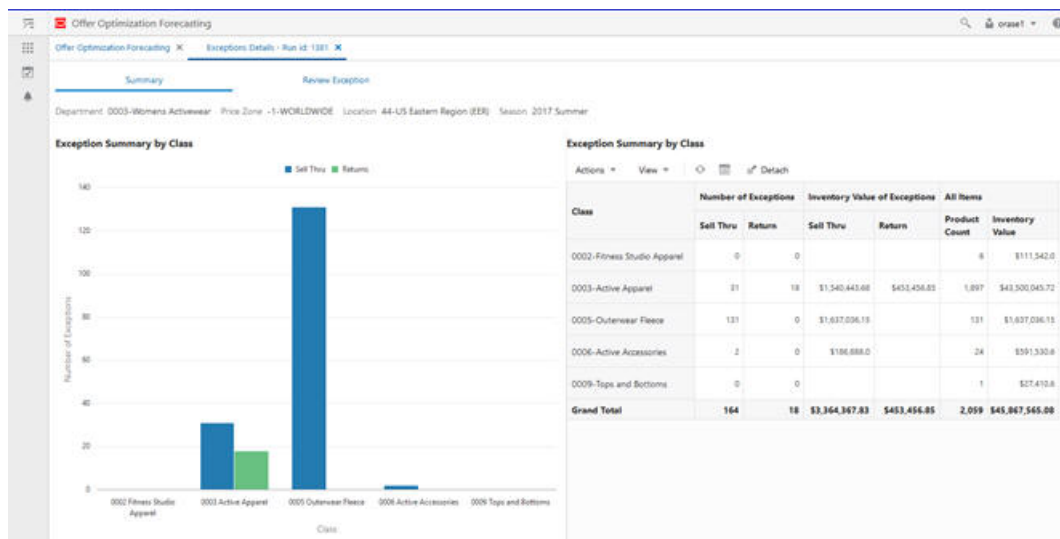 Offer Optimization Forecasting
orase1
Offer Optimization Forecasting
Exceptions Details - Run id: 1381
Summary
Review Exception
Department 0003-Womens Activewear Price Zone -1-WORLDWIDE Location 44-US Eastern Region (EER) Season 2017 Summer
Exception Summary by Class
Sell Thru Returns
140
120
100
80
60
40
20
0
Number of Exceptions
0002 Fitness Studio Apparel
0003 Active Apparel
0005 Outerwear Fleece
0006 Active Accessories
0009 Tops and Bottoms
Class
Exception Summary by Class
Actions View Detach
Class Number of Exceptions Inventory Value of Exceptions All Items
Sell Thru Return Sell Thru Return Product Count Inventory Value
0002-Fitness Studio Apparel 0 0 6 $111,542.0
0003-Active Apparel 31 18 $1,540,443.68 $453,456.85 1,897 $43,500,045.72
0005-Outerwear Fleece 131 0 $1,637,036.15 131 $1,637,036.15
0006-Active Accessories 2 0 $186,888.0 24 $591,530.6
0009-Tops and Bottoms 0 0 1 $27,410.6
Grand Total 164 18 $3,364,367.83 $453,456.85 2,059 $45,867,565.08